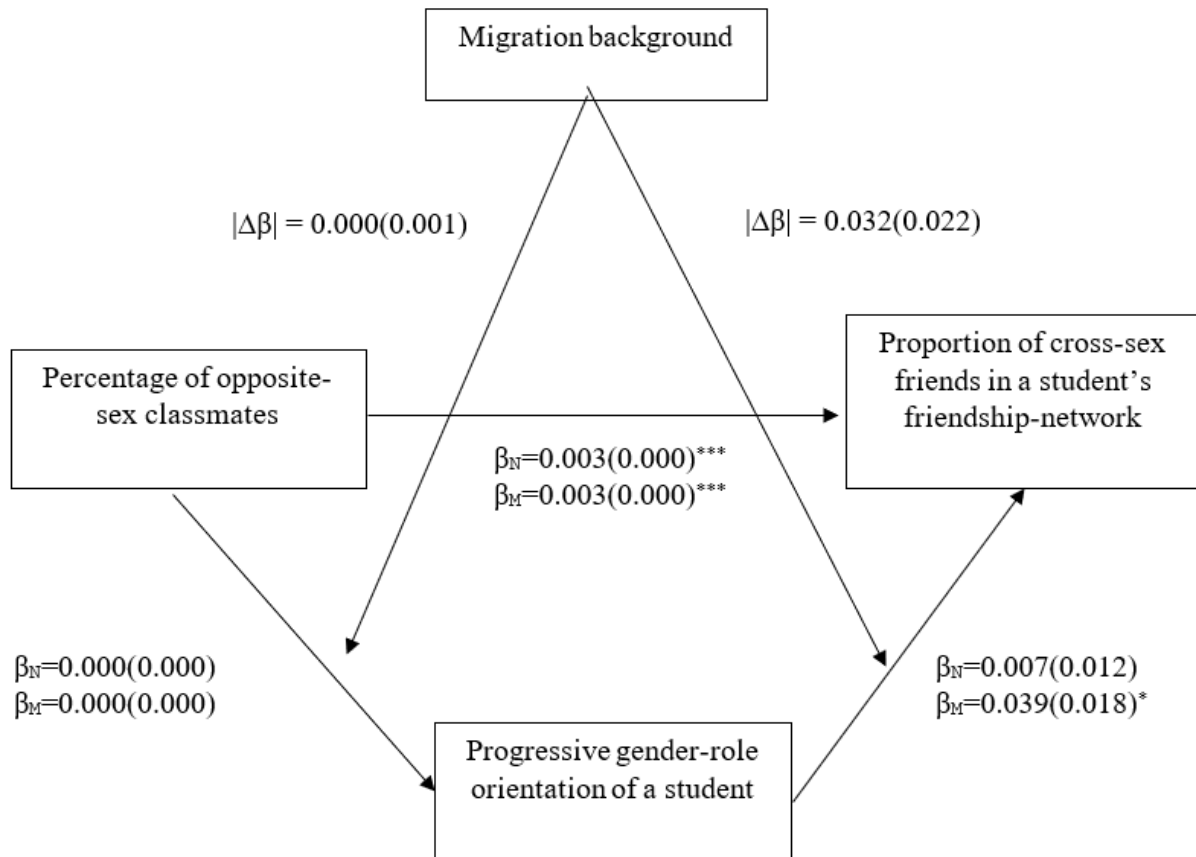 Migration background
|Δβ| = 0.000(0.001)
|Δβ| = 0.032(0.022)
Percentage of opposite-
sex classmates
Proportion of cross-sex
friends in a student’s
friendship-network
βN=0.003(0.000)***
βM=0.003(0.000)***
βN=0.000(0.000)
βM=0.000(0.000)
βN=0.007(0.012)
βM=0.039(0.018)*
Progressive gender-role
orientation of a student